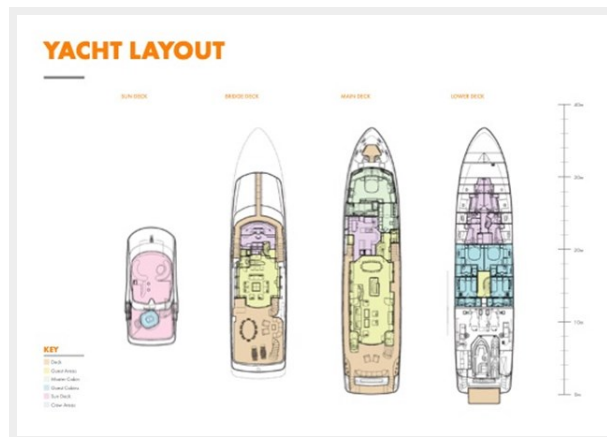 YACHT LAYOUT
SUN DECK
BRIDGE DECK
MAIN DECK
LOWER DECK
40m
30m
20m
10m
0m
KEY
Deck
Guest Areas
Master Cabin
Guest Cabins
Sun Deck
Crew Areas